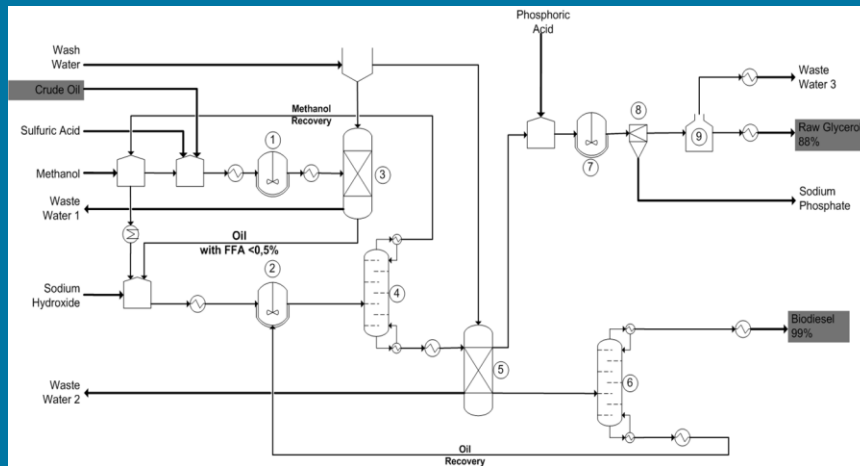 Phosphoric
Acid
Wash
Water
Crude Oil
Methanol
Recovery
Sulfuric Acid
Methanol
Waste
Water 1
Oil
with FFA <0,5%
Sodium
Hydroxide
Waste
Water 2
Oil
Recovery
Waste
Water 3
Raw Glycerol
88%
Sodium
Phosphate
Biodiesel
99%
1
2
3
4
5
6
7
8
9